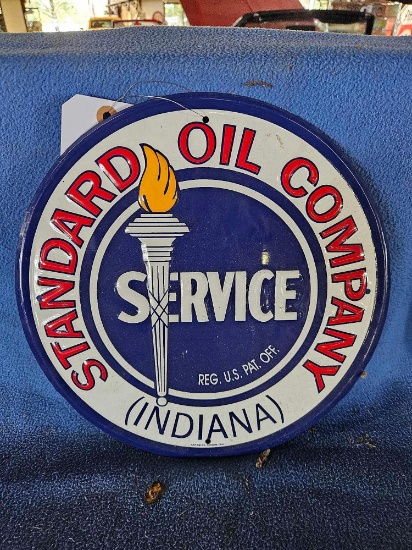 STANDARD OIL COMPANY
SERVICE
REG. U.S. PAT. OFF.
(INDIANA)